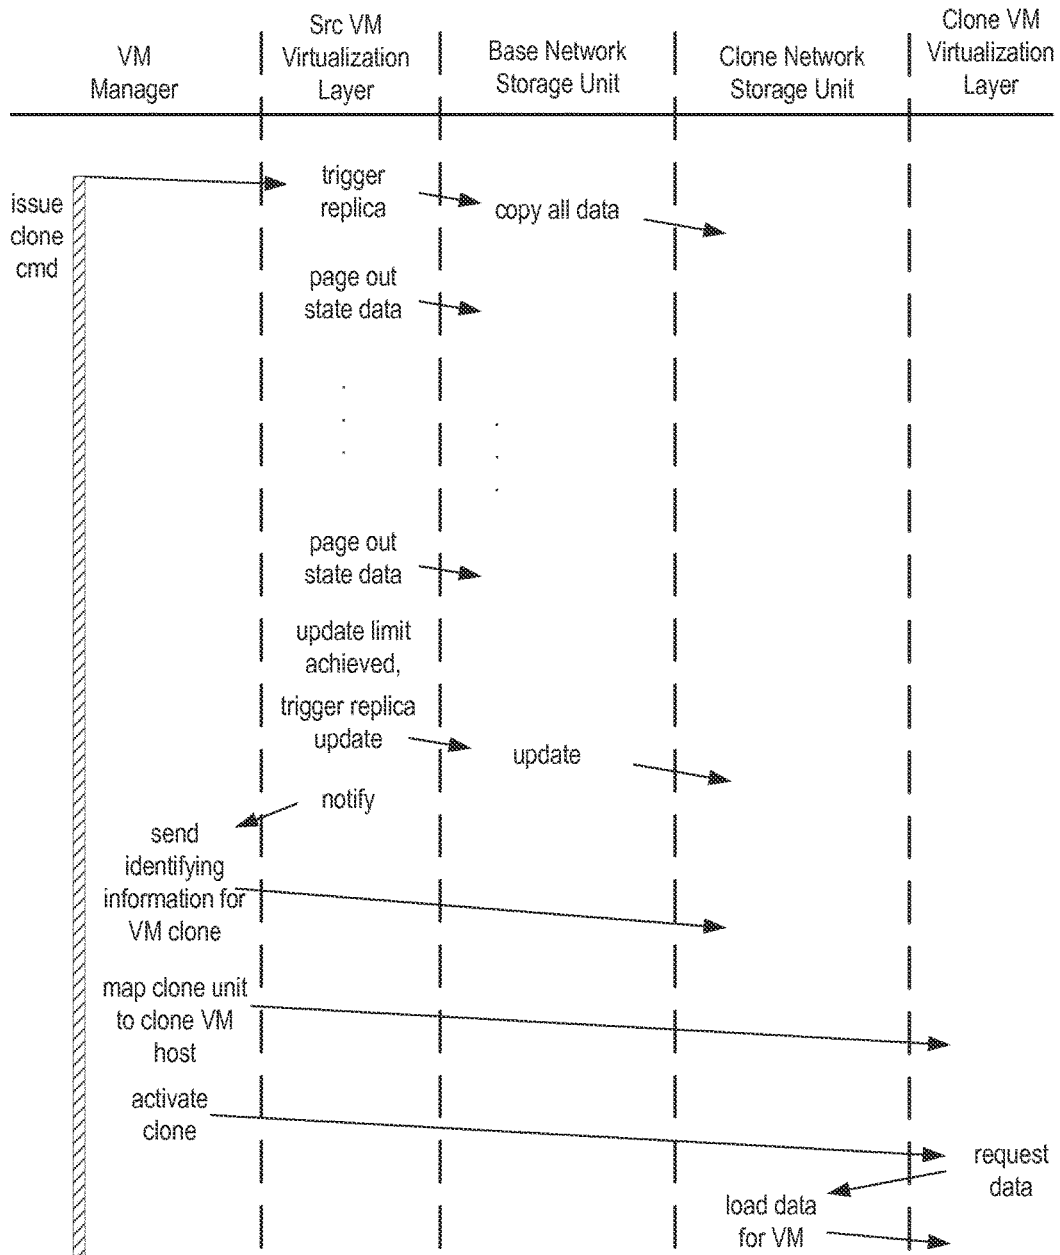 VM
Manager
Src VM
Virtualization
Layer
Base Network
Storage Unit
Clone Network
Storage Unit
Clone VM
Virtualization
Layer
issue
clone
cmd
trigger
replica
copy all data
page out
state data
page out
state data
update limit
achieved,
trigger replica
update
update
notify
send
identifying
information for
VM clone
map clone unit
to clone VM
host
activate
clone
request
data
load data
for VM